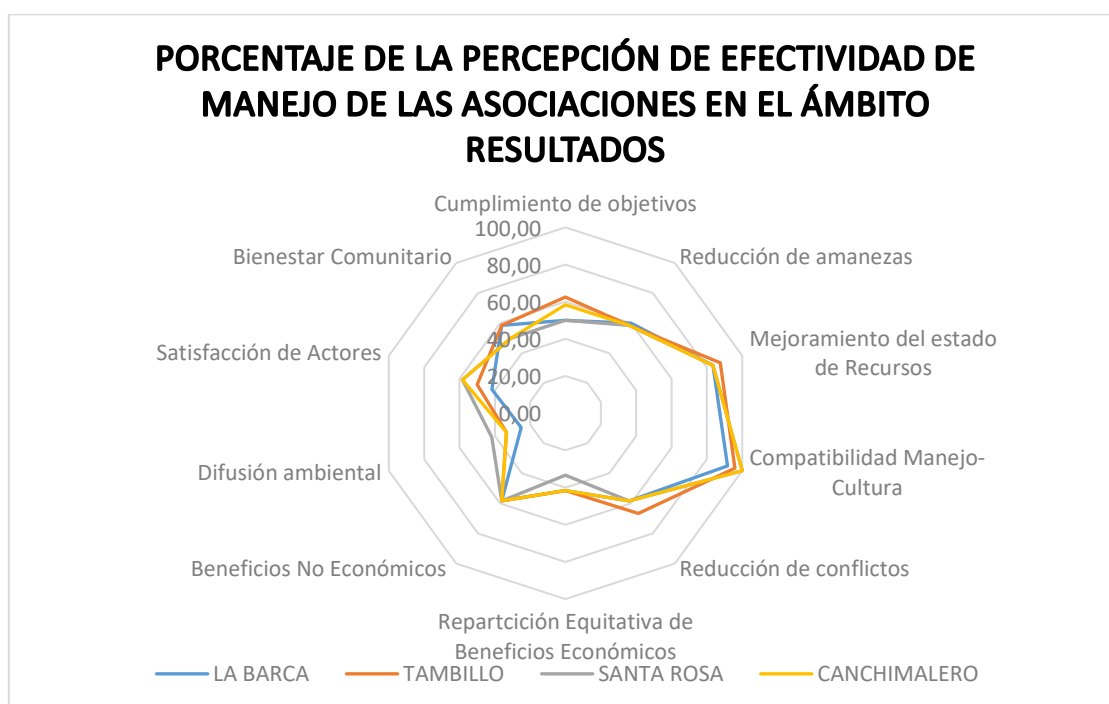 PORCENTAJE DE LA PERCEPCIÓN DE EFECTIVIDAD DE
MANEJO DE LAS ASOCIACIONES EN EL ÁMBITO
RESULTADOS
Cumplimiento de objetivos
100,00
80,00
60,00
40,00
20,00
0,00
Reducción de amanezas
Mejoramiento del estado
de Recursos
Compatibilidad Manejo-
Cultura
Reducción de conflictos
Repartcición Equitativa de
Beneficios Económicos
Beneficios No Económicos
Difusión ambiental
Satisfacción de Actores
Bienestar Comunitario
LA BARCA
TAMBILLO
SANTA ROSA
CANCHIMALERO